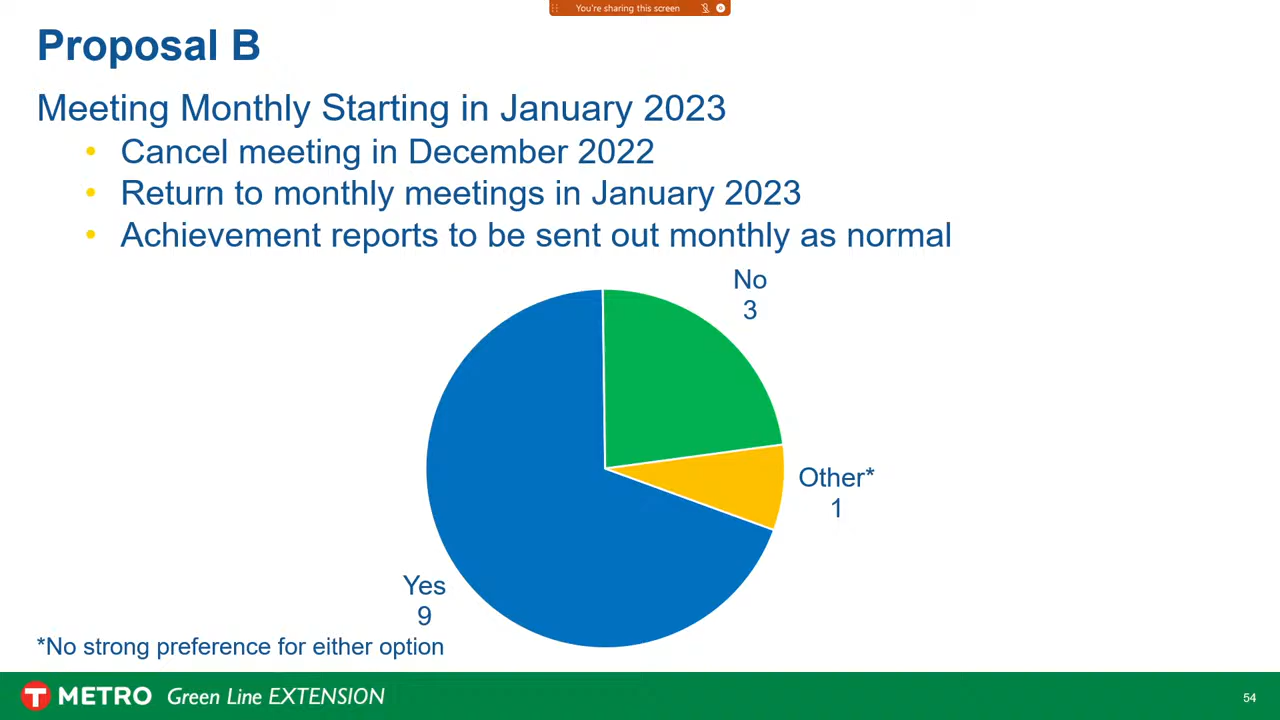 You're sharing this screen
Proposal B
Meeting Monthly Starting in January 2023
• Cancel meeting in December 2022
• Return to monthly meetings in January 2023
• Achievement reports to be sent out monthly as normal
No
3
Other*
1
Yes
9
*No strong preference for either option
T METRO Green Line EXTENSION
54